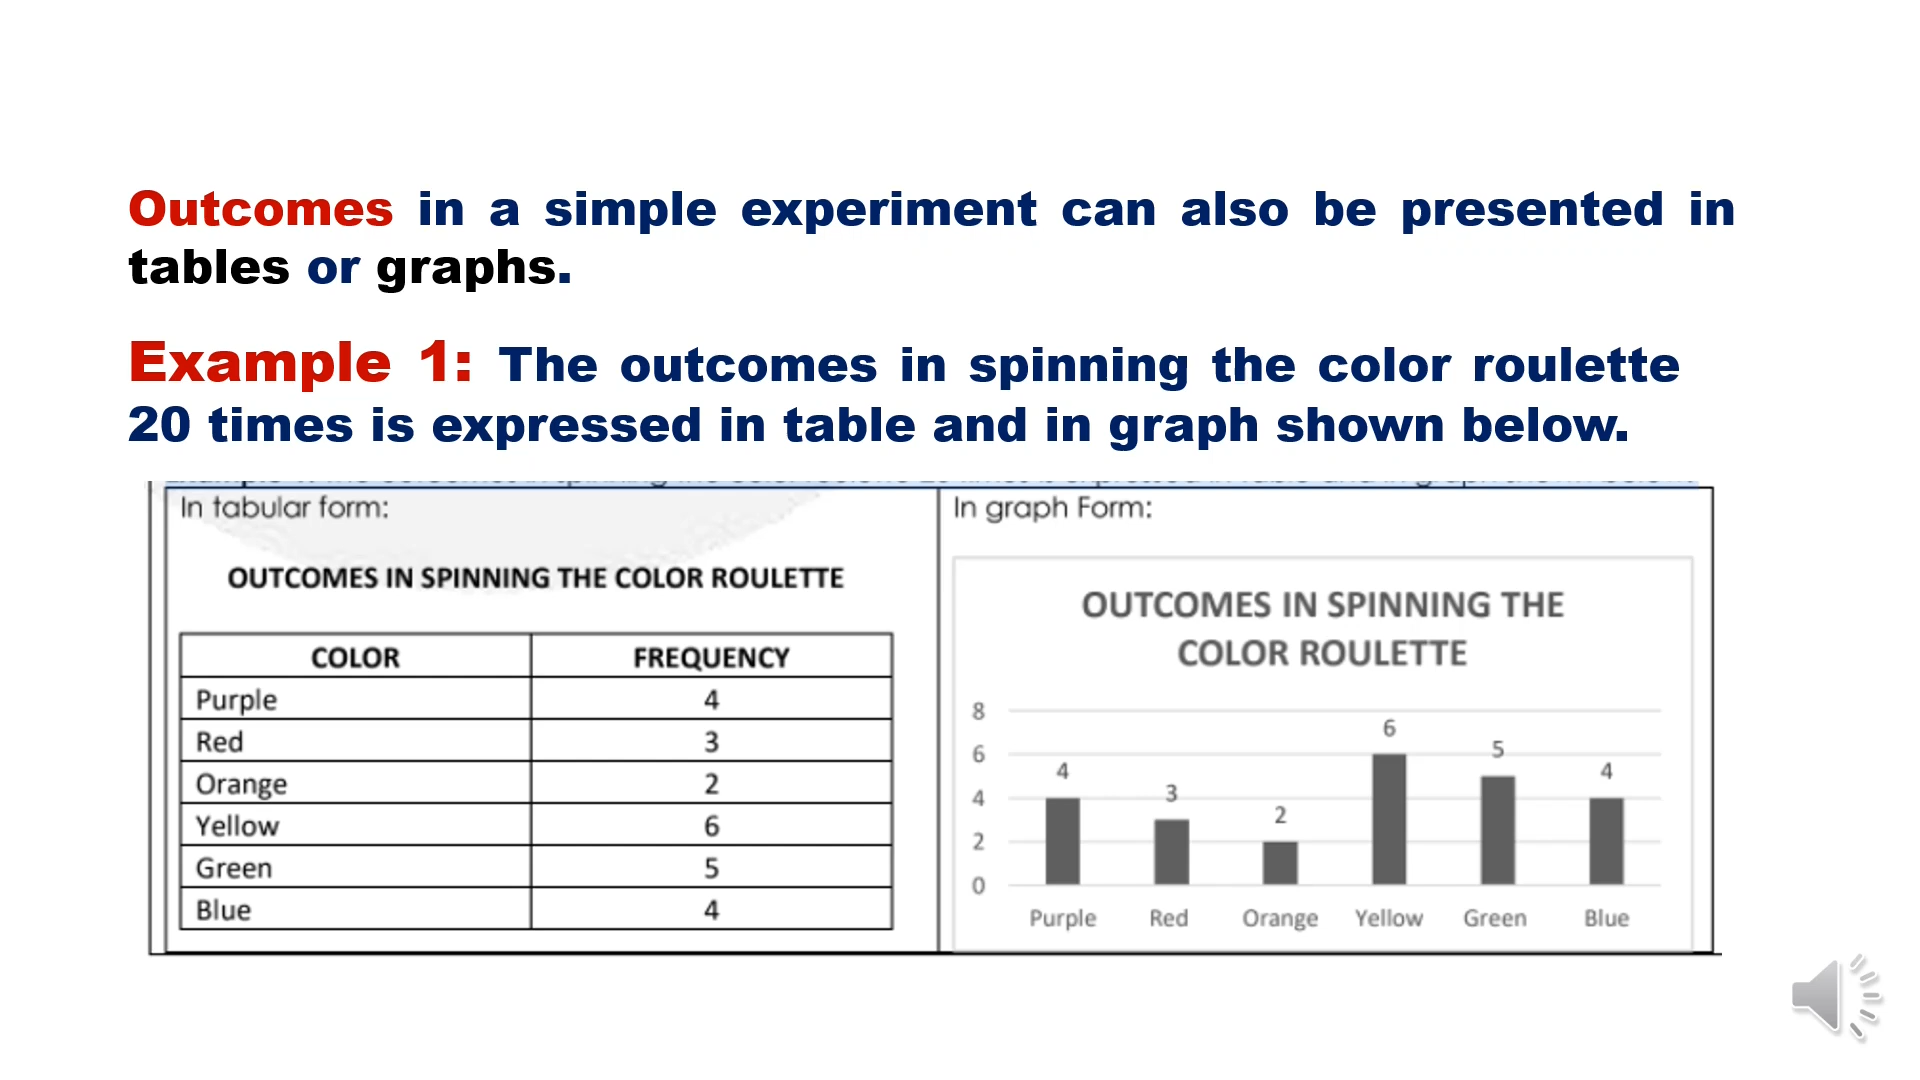 Outcomes in a simple experiment can also be presented in
tables or graphs.
Example 1: The outcomes in spinning the color roulette
20 times is expressed in table and in graph shown below.
In tabular form:
OUTCOMES IN SPINNING THE COLOR ROULETTE
COLOR FREQUENCY
Purple 4
Red 3
Orange 2
Yellow 6
Green 5
Blue 4
In graph Form:
OUTCOMES IN SPINNING THE
COLOR ROULETTE
8
6
4
2
0
4 3 2 6 5 4
Purple Red Orange Yellow Green Blue